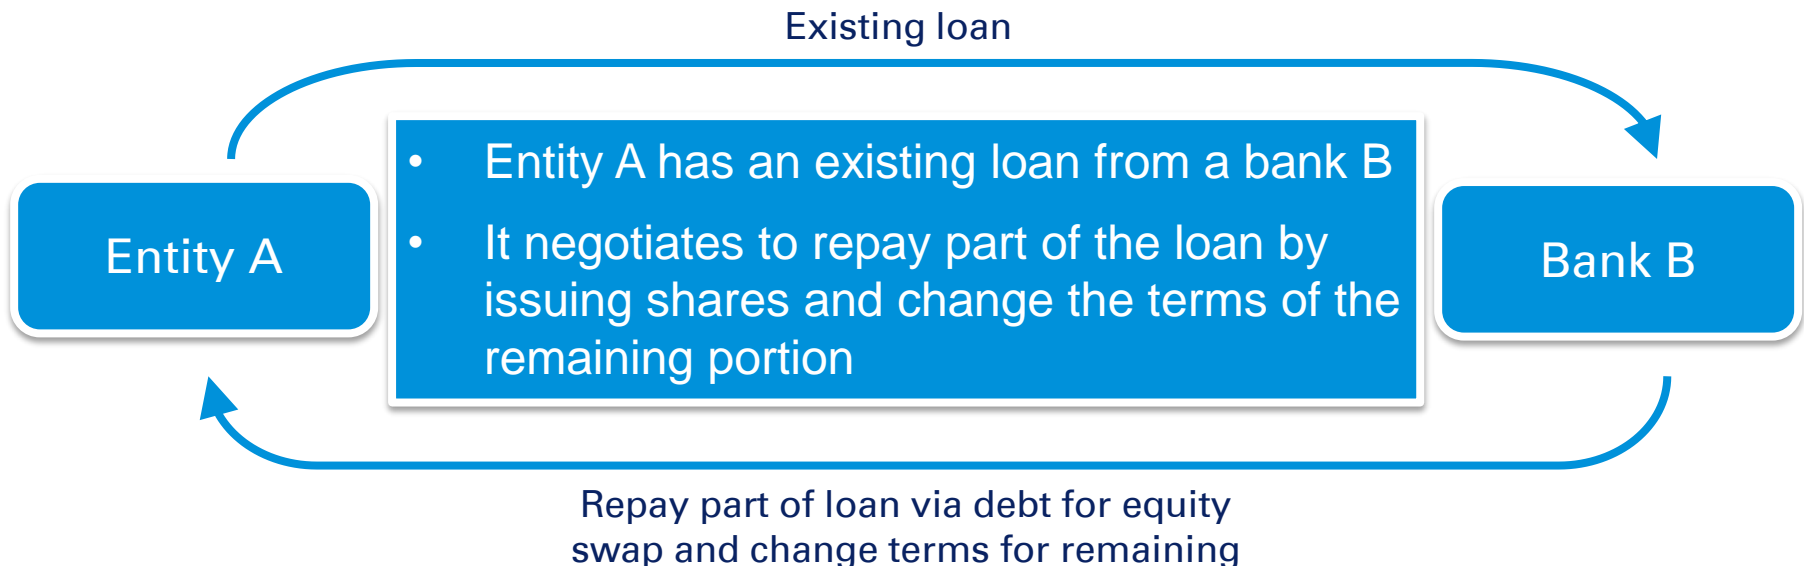 Existing loan
Entity A
• Entity A has an existing loan from a bank B
• It negotiates to repay part of the loan by
issuing shares and change the terms of the
remaining portion
Bank B
Repay part of loan via debt for equity
swap and change terms for remaining